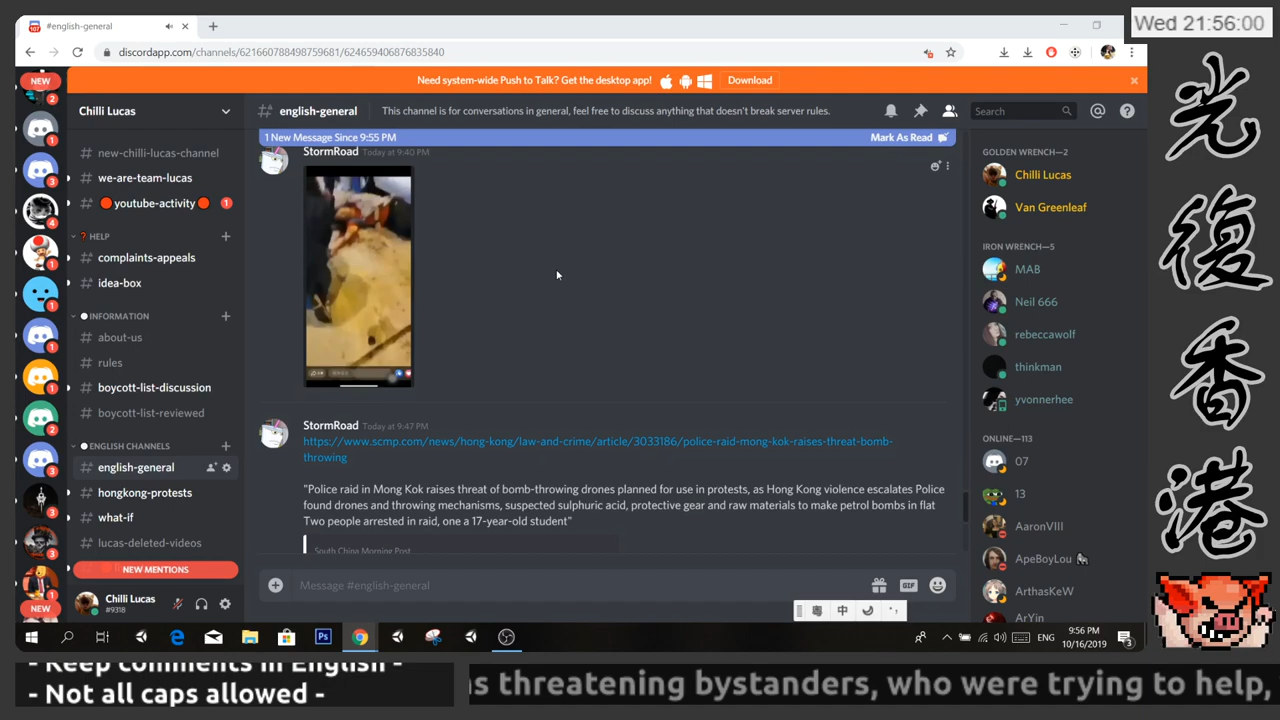 #english-general
Wed 21:56:00
discordapp.com/channels/621660788498759681/624659406876835840
Need system-wide Push to Talk? Get the desktop app!
Download
NEW
Chilli Lucas
# english-general
This channel is for conversations in general, feel free to discuss anything that doesn't break server rules.
Search
1 New Message Since 9:55 PM
Mark As Read
# new-chilli-lucas-channel
# we-are-team-lucas
# youtube-activity
1
HELP
# complaints-appeals
# idea-box
INFORMATION
# about-us
# rules
# boycott-list-discussion
# boycott-list-reviewed
ENGLISH CHANNELS
# english-general
# hongkong-protests
# what-if
# lucas-deleted-videos
NEW MENTIONS
NEW
Chilli Lucas
#9318
StormRoad Today at 9:40 PM
StormRoad Today at 9:47 PM
https://www.scmp.com/news/hong-kong/law-and-crime/article/3033186/police-raid-mong-kok-raises-threat-bomb-
throwing
"Police raid in Mong Kok raises threat of bomb-throwing drones planned for use in protests, as Hong Kong violence escalates Police
found drones and throwing mechanisms, suspected sulphuric acid, protective gear and raw materials to make petrol bombs in flat
Two people arrested in raid, one a 17-year-old student"
South China Morning Post
Message #english-general
GIF
GOLDEN WRENCH—2
Chilli Lucas
Van Greenleaf
IRON WRENCH—5
MAB
Neil 666
rebeccawolf
thinkman
yvonnerhee
ONLINE—113
07
13
AaronVIII
ApeBoyLou
ArthasKeW
ArYin
光
復
香
港
粵 中
Ps
ENG
9:56 PM
10/16/2019
3
- Keep comments in English -
- Not all caps allowed -
as threatening bystanders, who were trying to help,